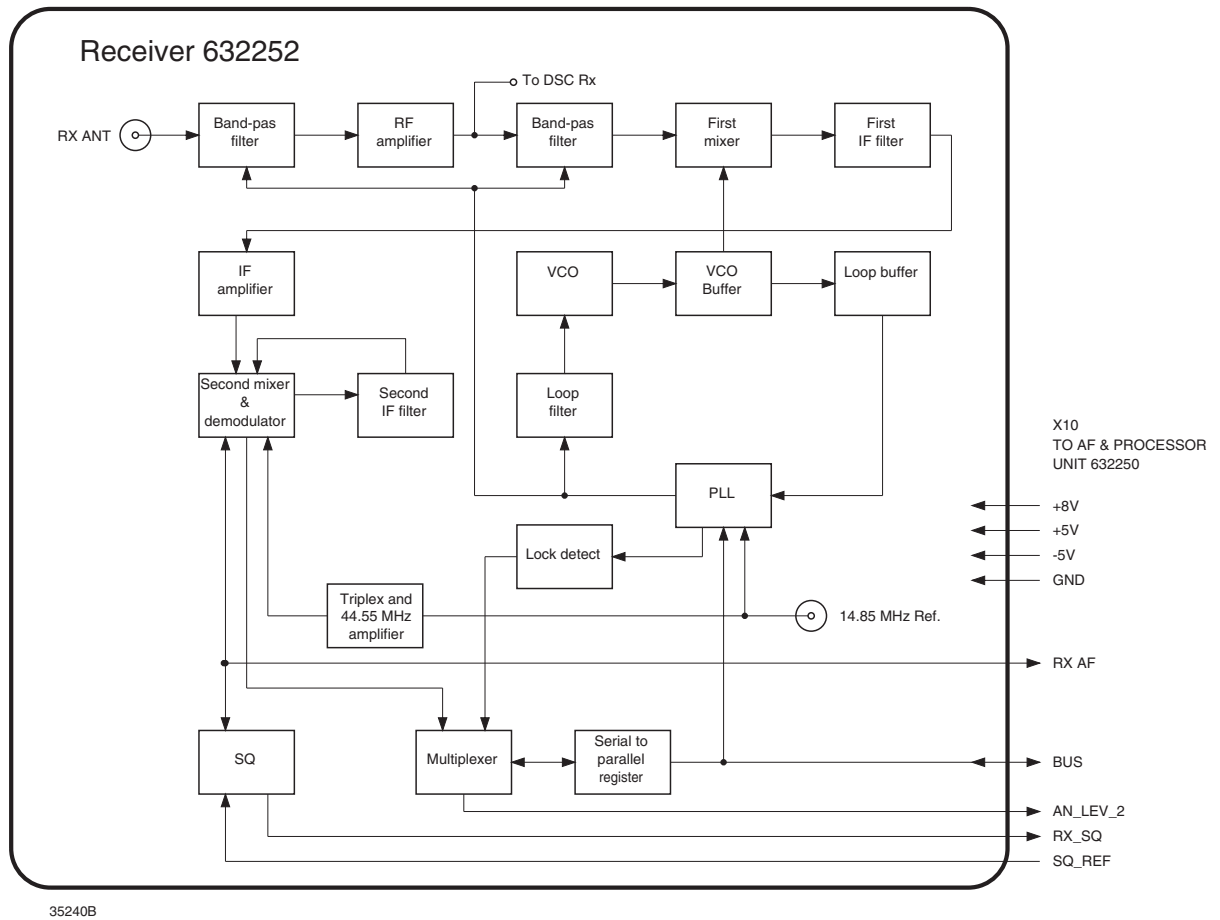 Receiver 632252
To DSC Rx
RX ANT
Band-pas
filter
RF
amplifier
Band-pas
filter
First
mixer
First
IF filter
IF
amplifier
VCO
VCO
Buffer
Loop buffer
Second mixer
&
demodulator
Second
IF filter
Loop
filter
X10
TO AF & PROCESSOR
UNIT 632250
PLL
+8V
+5V
-5V
GND
Lock detect
Triplex and
44.55 MHz
amplifier
14.85 MHz Ref.
RX AF
SQ
Multiplexer
Serial to
parallel
register
BUS
AN_LEV_2
RX_SQ
SQ_REF
35240B